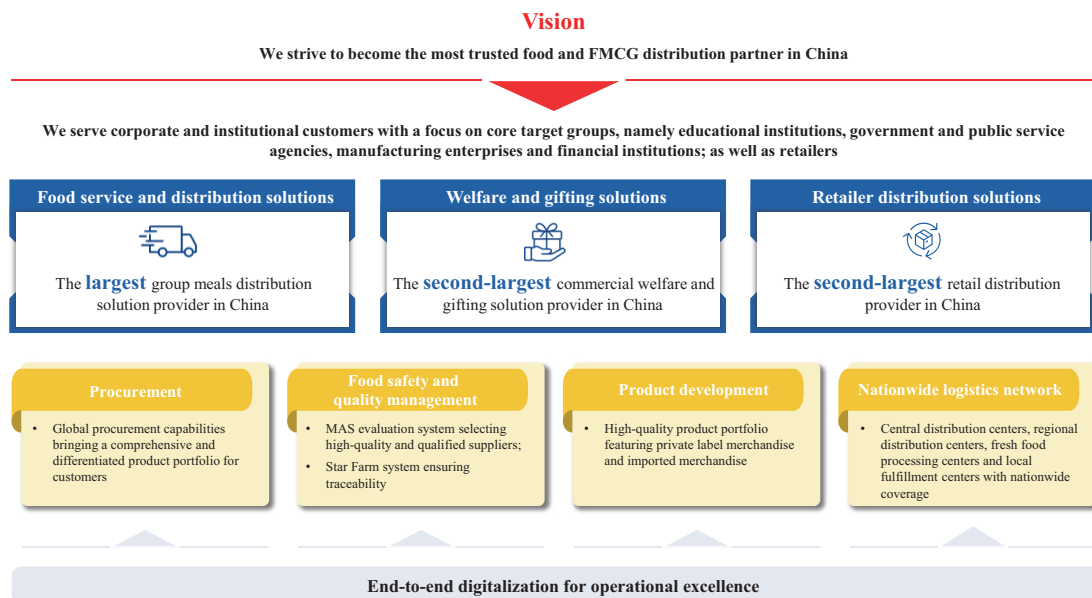 Vision
We strive to become the most trusted food and FMCG distribution partner in China
We serve corporate and institutional customers with a focus on core target groups, namely educational institutions, government and public service
agencies, manufacturing enterprises and financial institutions; as well as retailers
Food service and distribution solutions
The largest group meals distribution
solution provider in China
Welfare and gifting solutions
The second-largest commercial welfare and
gifting solution provider in China
Retailer distribution solutions
The second-largest retail distribution
provider in China
Procurement
• Global procurement capabilities
bringing a comprehensive and
differentiated product portfolio for
customers
Food safety and
quality management
• MAS evaluation system selecting
high-quality and qualified suppliers;
• Star Farm system ensuring
traceability
Product development
• High-quality product portfolio
featuring private label merchandise
and imported merchandise
Nationwide logistics network
• Central distribution centers, regional
distribution centers, fresh food
processing centers and local
fulfillment centers with nationwide
coverage
End-to-end digitalization for operational excellence